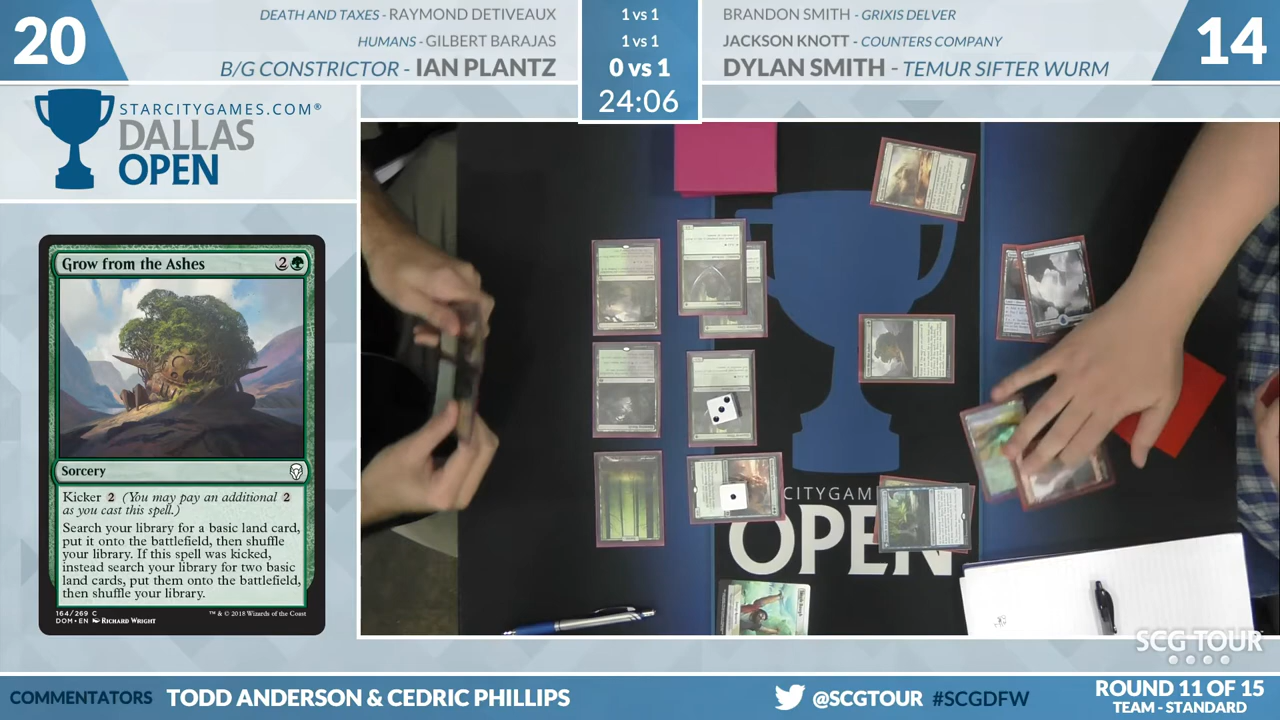 20
DEATH AND TAXES - RAYMOND DETIVEAUX
HUMANS - GILBERT BARAJAS
B/G CONSTRICTOR - IAN PLANTZ
1 vs 1
1 vs 1
0 vs 1
24:06
BRANDON SMITH - GRIXIS DELVER
JACKSON KNOTT - COUNTERS COMPANY
DYLAN SMITH - TEMUR SIFTER WURM
14
STARCITYGAMES.COM®
DALLAS
OPEN
Grow from the Ashes 2
Sorcery
Kicker 2 (You may pay an additional 2
as you cast this spell.)
Search your library for a basic land card,
put it onto the battlefield, then shuffle
your library. If this spell was kicked,
instead search your library for two basic
land cards, put them onto the battlefield,
then shuffle your library.
164/269 C
DOM • EN RICHARD WRIGHT
™ & © 2018 Wizards of the Coast
CITYGAM
OPEN
SCG TOUR
COMMENTATORS TODD ANDERSON & CEDRIC PHILLIPS
@SCGTOUR #SCGDFW
ROUND 11 OF 15
TEAM - STANDARD